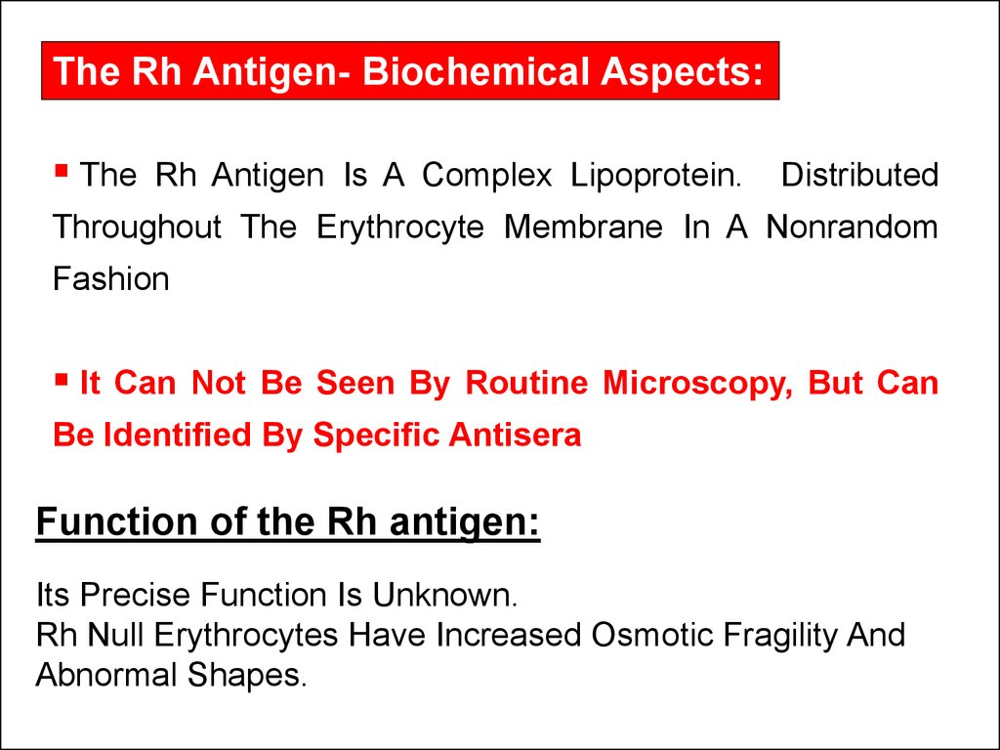 The Rh Antigen- Biochemical Aspects:
▪ The Rh Antigen Is A Complex Lipoprotein. Distributed
Throughout The Erythrocyte Membrane In A Nonrandom
Fashion
▪ It Can Not Be Seen By Routine Microscopy, But Can
Be Identified By Specific Antisera
Function of the Rh antigen:
Its Precise Function Is Unknown.
Rh Null Erythrocytes Have Increased Osmotic Fragility And
Abnormal Shapes.